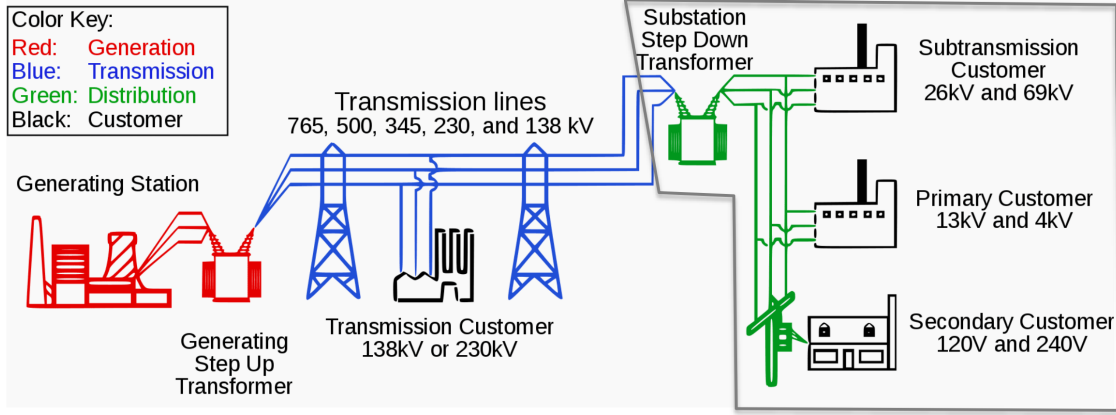 Color Key:
Red: Generation
Blue: Transmission
Green: Distribution
Black: Customer
Generating Station
Generating
Step Up
Transformer
Transmission lines
765, 500, 345, 230, and 138 kV
Transmission Customer
138kV or 230kV
Substation
Step Down
Transformer
Subtransmission
Customer
26kV and 69kV
Primary Customer
13kV and 4kV
Secondary Customer
120V and 240V